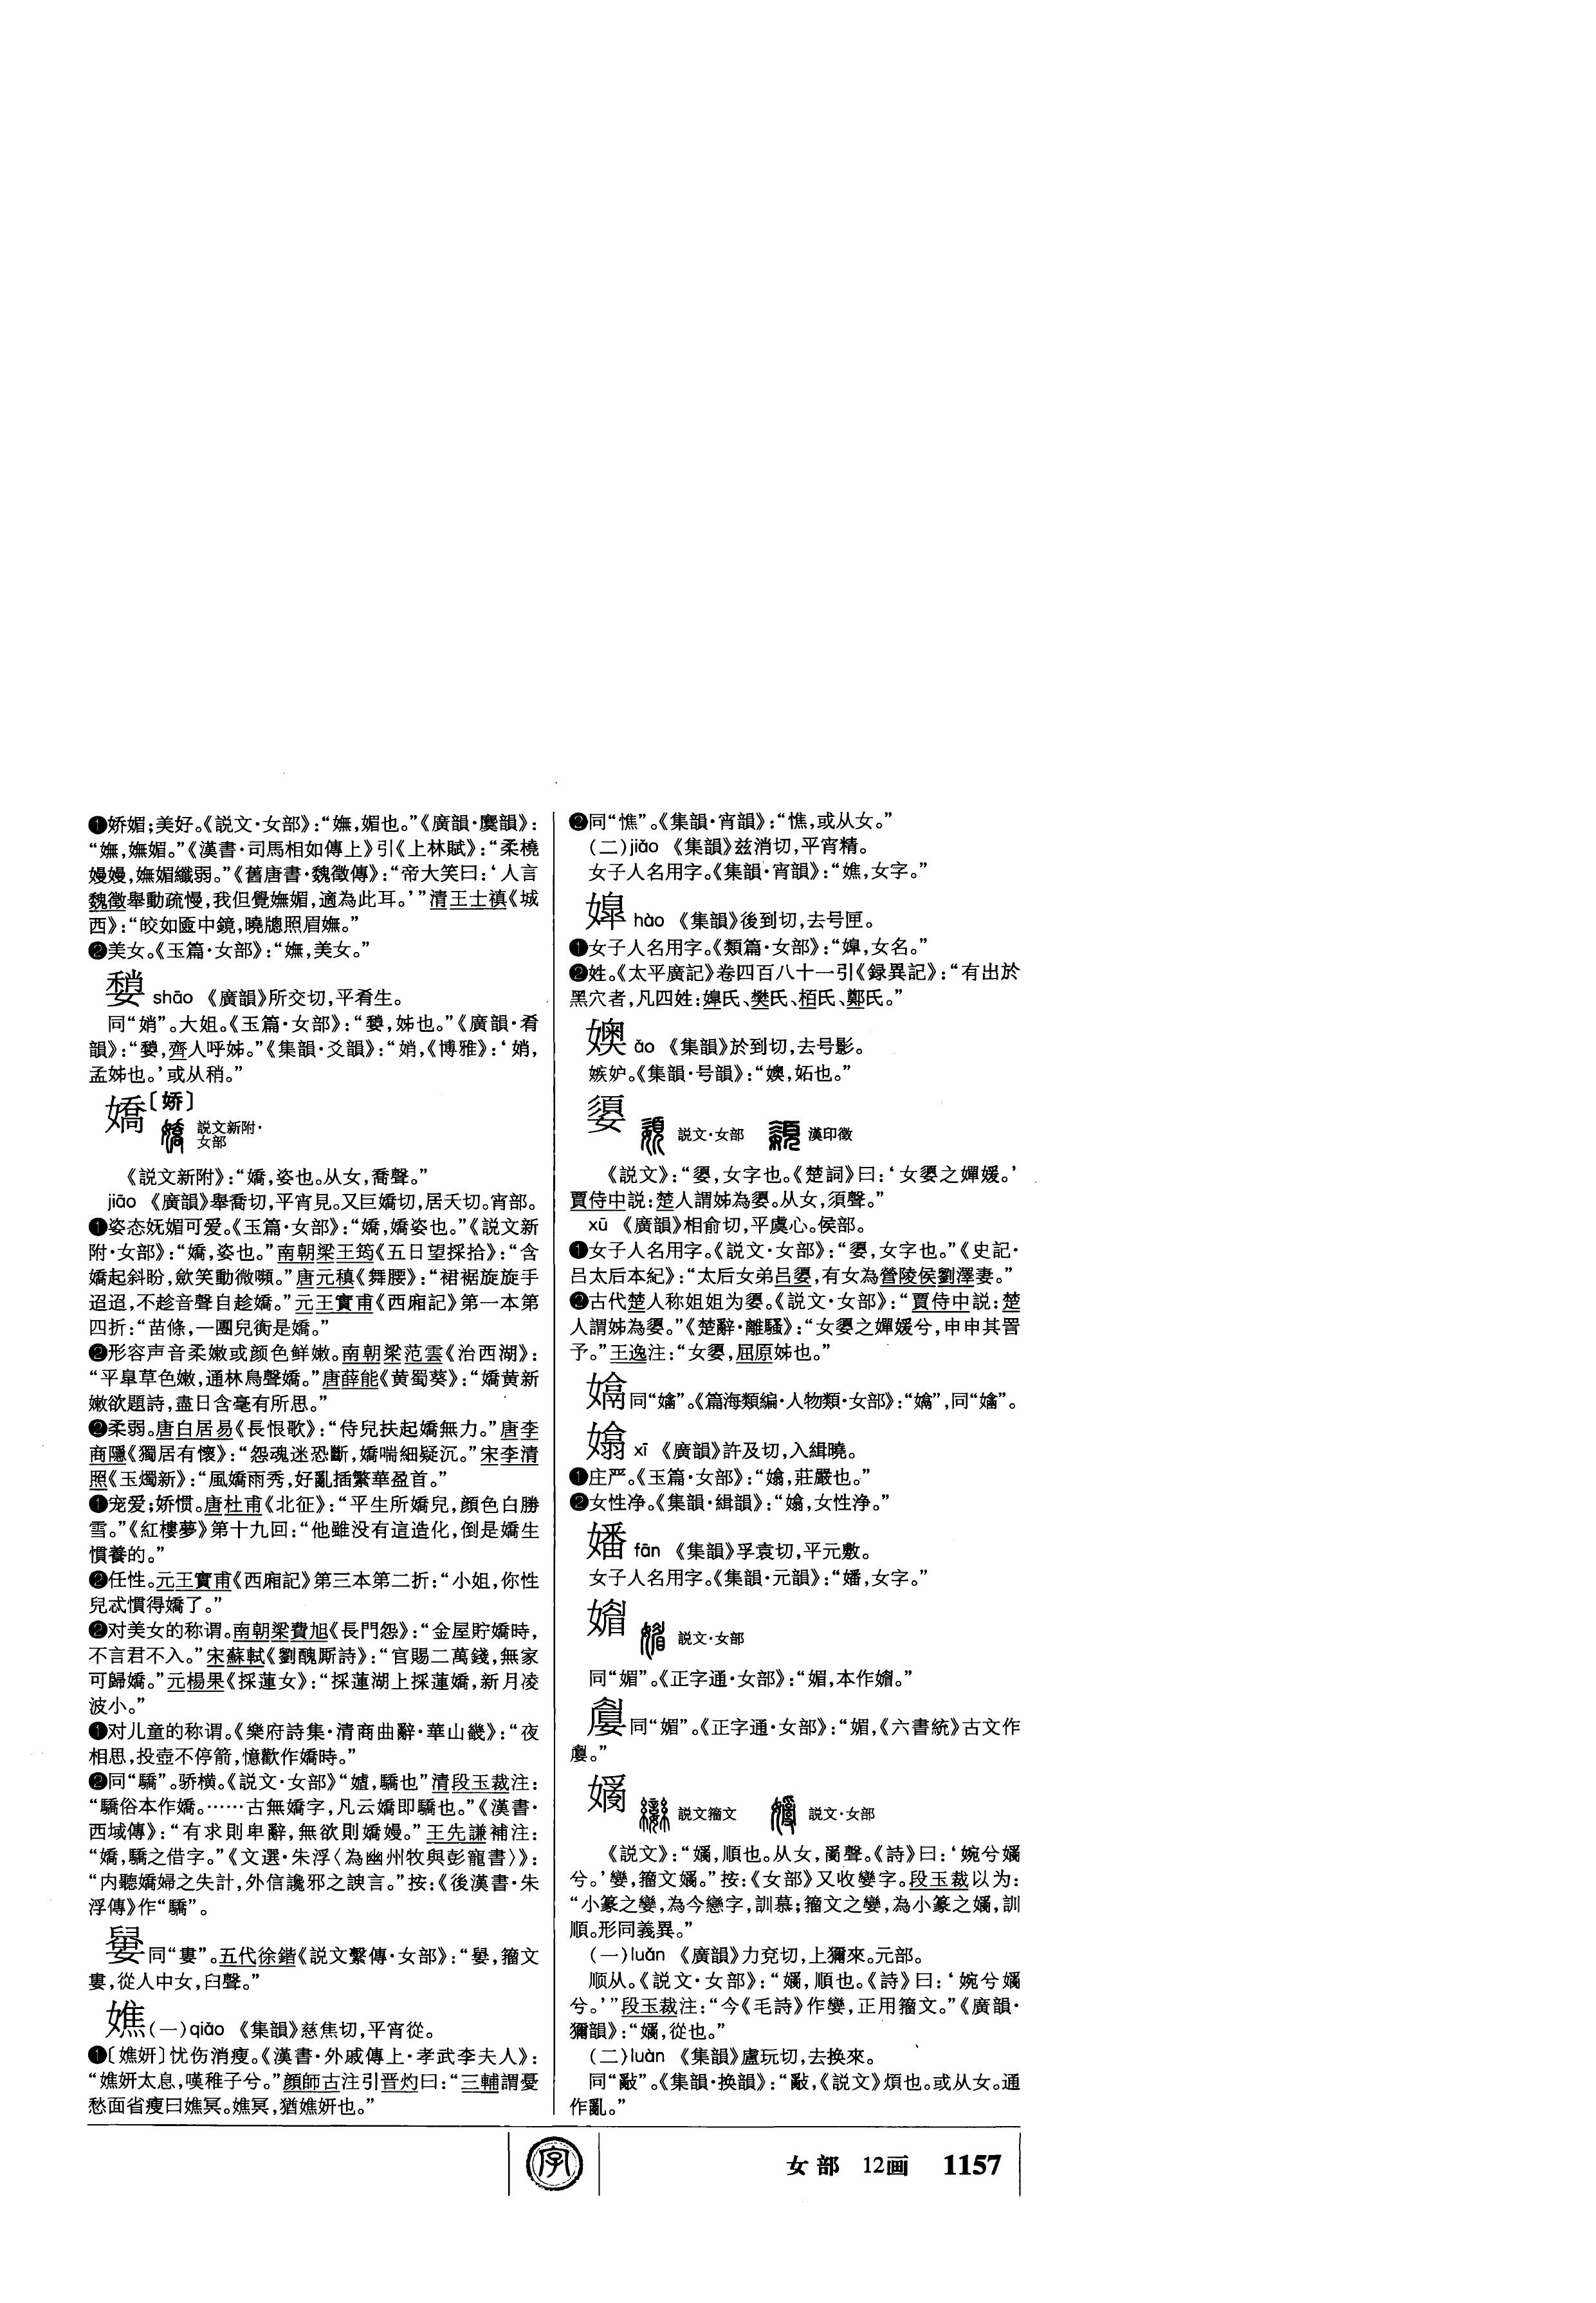 ❶娇媚；美好。《説文·女部》：“嫵，媚也。”《廣韻·麌韻》：
“嫵，嫵媚。”《漢書·司馬相如傳上》引《上林賦》：“柔橈
嫚嫚，嫵媚纖弱。”《舊唐書·魏徵傳》：“帝大笑曰：‘人言
魏徵舉動疏慢，我但覺嫵媚，適為此耳。’”清王士禛《城
西》：“皎如匳中鏡，曉牕照眉嫵。”
❷美女。《玉篇·女部》：“嫵，美女。”
shāo 《廣韻》所交切，平肴生。
同“娋”。大姐。《玉篇·女部》：“，姊也。”《廣韻·肴
韻》：“，齊人呼姊。”《集韻·爻韻》：“娋，《博雅》：‘娋，
孟姊也。’或从稍。”
嬌〔娇〕
説文新附·
女部
《説文新附》：“嬌，姿也。从女，喬聲。”
jiāo 《廣韻》舉喬切，平宵見。又巨嬌切，居夭切。宵部。
❶姿态妩媚可爱。《玉篇·女部》：“嬌，嬌姿也。”《説文新
附·女部》：“嬌，姿也。”南朝梁王筠《五日望採拾》：“含
嬌起斜盼，斂笑動微嚬。”唐元稹《舞腰》：“裙裾旋旋手
迢迢，不趁音聲自趁嬌。”元王實甫《西廂記》第一本第
四折：“苗條，一團兒衠是嬌。”
❷形容声音柔嫩或颜色鲜嫩。南朝梁范雲《治西湖》：
“平臯草色嫩，通林鳥聲嬌。”唐薛能《黄蜀葵》：“嬌黄新
嫩欲題詩，盡日含毫有所思。”
❷柔弱。唐白居易《長恨歌》：“侍兒扶起嬌無力。”唐李
商隱《獨居有懷》：“怨魂迷恐斷，嬌喘細疑沉。”宋李清
照《玉燭新》：“風嬌雨秀，好亂插繁華盈首。”
❶宠爱；娇惯。唐杜甫《北征》：“平生所嬌兒，顔色白勝
雪。”《紅樓夢》第十九回：“他雖没有這造化，倒是嬌生
慣養的。”
❷任性。元王實甫《西廂記》第三本第二折：“小姐，你性
兒忒慣得嬌了。”
❷对美女的称谓。南朝梁費旭《長門怨》：“金屋貯嬌時，
不言君不入。”宋蘇軾《劉醜厮詩》：“官賜二萬錢，無家
可歸嬌。”元楊果《採蓮女》：“採蓮湖上採蓮嬌，新月凌
波小。”
❶对儿童的称谓。《樂府詩集·清商曲辭·華山畿》：“夜
相思，投壺不停箭，憶歡作嬌時。”
❷同“驕”。骄横。《説文·女部》“嫭，驕也”清段玉裁注：
“驕俗本作嬌。……古無嬌字，凡云嬌即驕也。”《漢書·
西域傳》：“有求則卑辭，無欲則嬌嫚。”王先謙補注：
“嬌，驕之借字。”《文選·朱浮〈為幽州牧與彭寵書〉》：
“内聽嬌婦之失計，外信讒邪之諛言。”按：《後漢書·朱
浮傳》作“驕”。
同“婁”。五代徐鍇《説文繫傳·女部》：“，籀文
婁，從人中女，臼聲。”
嫶（一）qiǎo 《集韻》慈焦切，平宵從。
❶〔嫶妍〕忧伤消瘦。《漢書·外戚傳上·孝武李夫人》：
“嫶妍太息，嘆稚子兮。”顔師古注引晋灼曰：“三輔謂憂
愁面省瘦曰嫶冥。嫶冥，猶嫶妍也。”
❷同“憔”。《集韻·宵韻》：“憔，或从女。”
（二）jiāo 《集韻》兹消切，平宵精。
女子人名用字。《集韻·宵韻》：“嫶，女字。”
hào 《集韻》後到切，去号匣。
❶女子人名用字。《類篇·女部》：“，女名。”
❷姓。《太平廣記》卷四百八十一引《録異記》：“有出於
黑穴者，凡四姓：氏、樊氏、栢氏、鄭氏。”
ǎo 《集韻》於到切，去号影。
嫉妒。《集韻·号韻》：“，妬也。”
嬃
説文·女部
漢印徵
《説文》：“嬃，女字也。《楚詞》曰：‘女嬃之嬋媛。’
賈侍中説：楚人謂姊為嬃。从女，須聲。”
xū 《廣韻》相俞切，平虞心。侯部。
❶女子人名用字。《説文·女部》：“嬃，女字也。”《史記·
吕太后本紀》：“太后女弟吕嬃，有女為營陵侯劉澤妻。”
❷古代楚人称姐姐为嬃。《説文·女部》：“賈侍中説：楚
人謂姊為嬃。”《楚辭·離騷》：“女嬃之嬋媛兮，申申其詈
予。”王逸注：“女嬃，屈原姊也。”
同“”。《篇海類編·人物類·女部》：“”，同“”。
嬆 xī 《廣韻》許及切，入緝曉。
❶庄严。《玉篇·女部》：“嬆，莊嚴也。”
❷女性净。《集韻·緝韻》：“嬆，女性净。”
嬏 fān 《集韻》孚袁切，平元敷。
女子人名用字。《集韻·元韻》：“嬏，女字。”
説文·女部
同“媚”。《正字通·女部》：“媚，本作。”
同“媚”。《正字通·女部》：“媚，《六書統》古文作
。”
説文籀文
説文·女部
《説文》：“，順也。从女，𤔔聲。《詩》曰：‘婉兮
兮。’孌，籀文。”按：《女部》又收孌字。段玉裁以为：
“小篆之孌，為今戀字，訓慕；籀文之孌，為小篆之，訓
順。形同義異。”
（一）luǎn 《廣韻》力兗切，上獮來。元部。
顺从。《説文·女部》：“，順也。《詩》曰：‘婉兮
兮。’”段玉裁注：“今《毛詩》作孌，正用籀文。”《廣韻·
獮韻》：“，從也。”
（二）luàn 《集韻》盧玩切，去换來。
同“敽”。《集韻·换韻》：“，《説文》煩也。或从女。通
作亂。”
字
女部 12画 1157